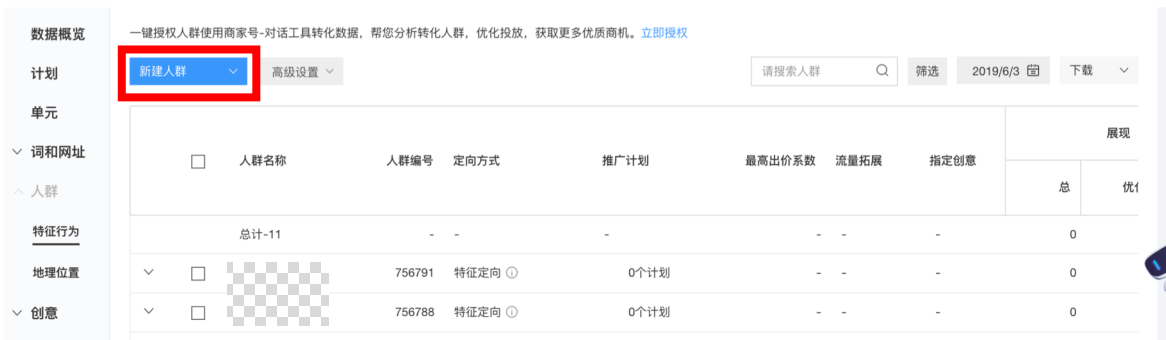 数据概览
计划
单元
词和网址
人群
特征行为
地理位置
创意
一键授权人群使用商家号-对话工具转化数据，帮您分析转化人群，优化投放，获取更多优质商机。立即授权
新建人群 高级设置 请搜索人群 筛选 2019/6/3 下载
展现
人群名称 人群编号 定向方式 推广计划 最高出价系数 流量拓展 指定创意
总
总计-11 - - - - - - 0
756791 特征定向 0个计划 - - - 0
756788 特征定向 0个计划 - - - 0